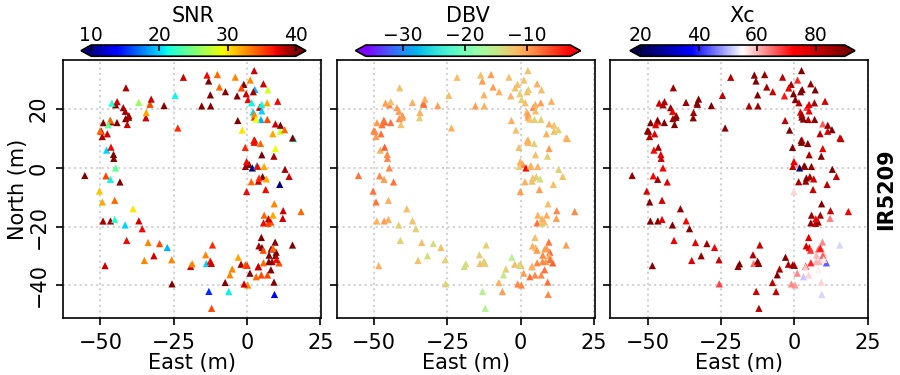 SNR DBV Xc
10 20 30 40 −30 −20 −10 20 40 60 80
North (m)
20
0
−20
−40
IR5209
−50 −25 0 25 −50 −25 0 25 −50 −25 0 25
East (m) East (m) East (m)